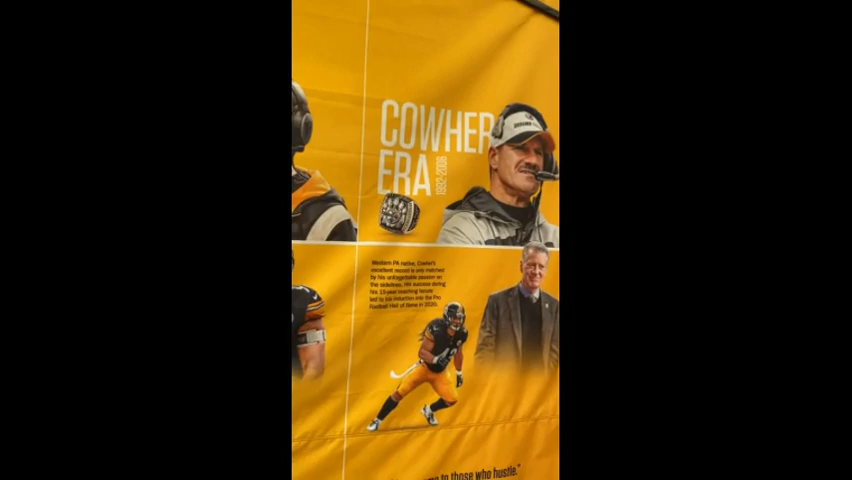 COWHER
ERA
1992-2006
Western PA native, Cowher's
excellent record is only matched
by his unforgettable passion on
the sidelines. His success during
his 15-year coaching tenure
led to his induction into the Pro
Football Hall of Fame in 2020.
to those who hustle."